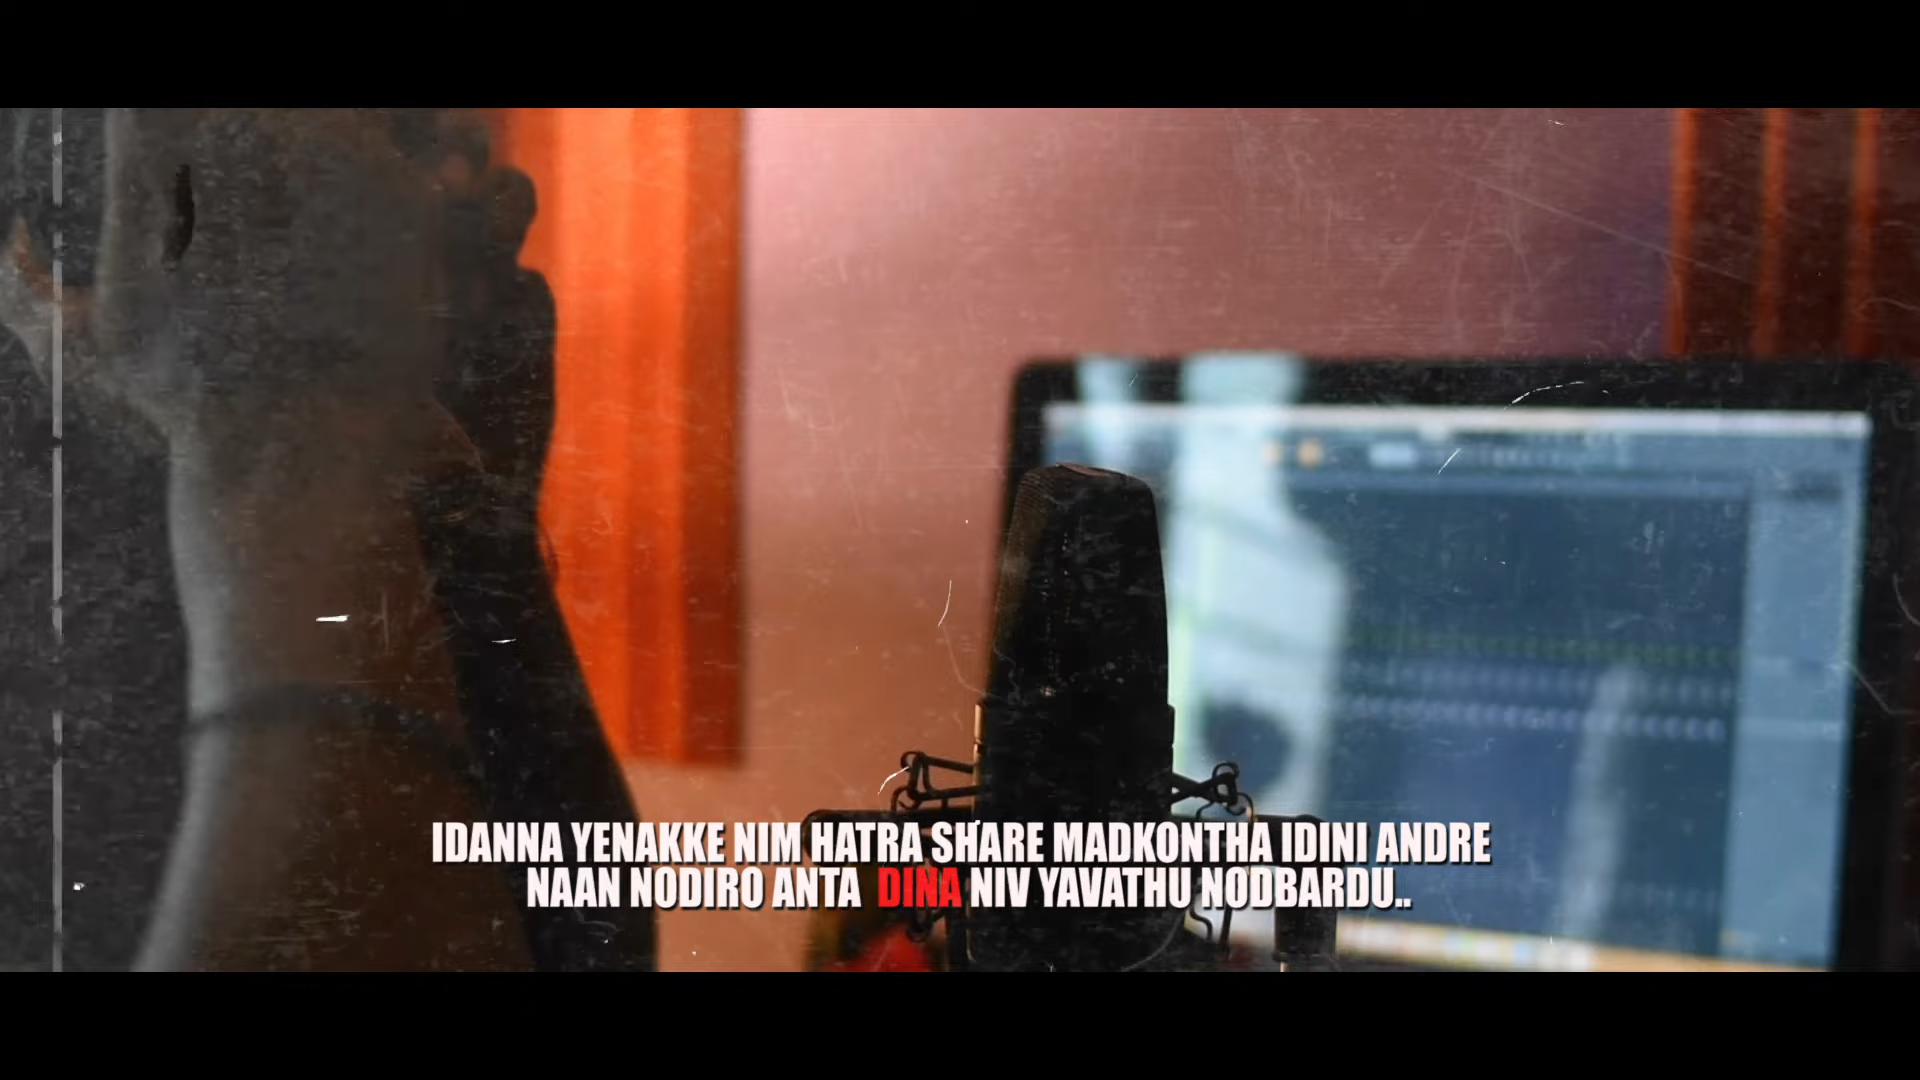 IDANNA YENAKKE NIM HATRA SHARE MADKONTHA IDINI ANDRE
NAAN NODIRO ANTA DINA NIV YAVATHU NODBARDU..